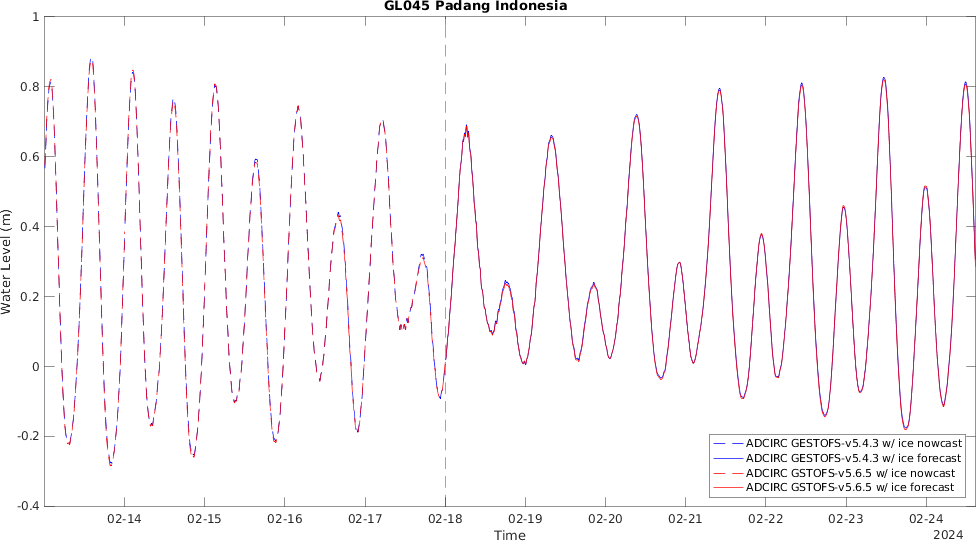 GL045 Padang Indonesia
1
0.8
0.6
0.4
0.2
0
-0.2
-0.4
Water Level (m)
02-14 02-15 02-16 02-17 02-18 02-19 02-20 02-21 02-22 02-23 02-24
Time
2024
ADCIRC GESTOFS-v5.4.3 w/ ice nowcast
ADCIRC GESTOFS-v5.4.3 w/ ice forecast
ADCIRC GSTOFS-v5.6.5 w/ ice nowcast
ADCIRC GSTOFS-v5.6.5 w/ ice forecast